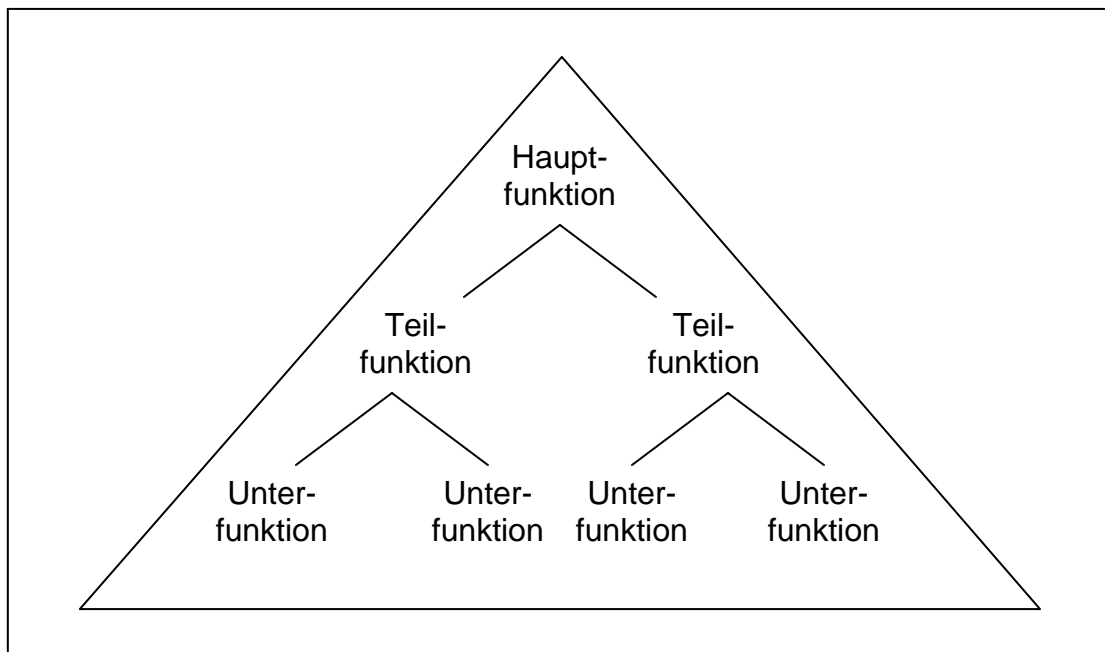 Haupt-
funktion
Teil-
funktion
Teil-
funktion
Unter-
funktion
Unter-
funktion
Unter-
funktion
Unter-
funktion